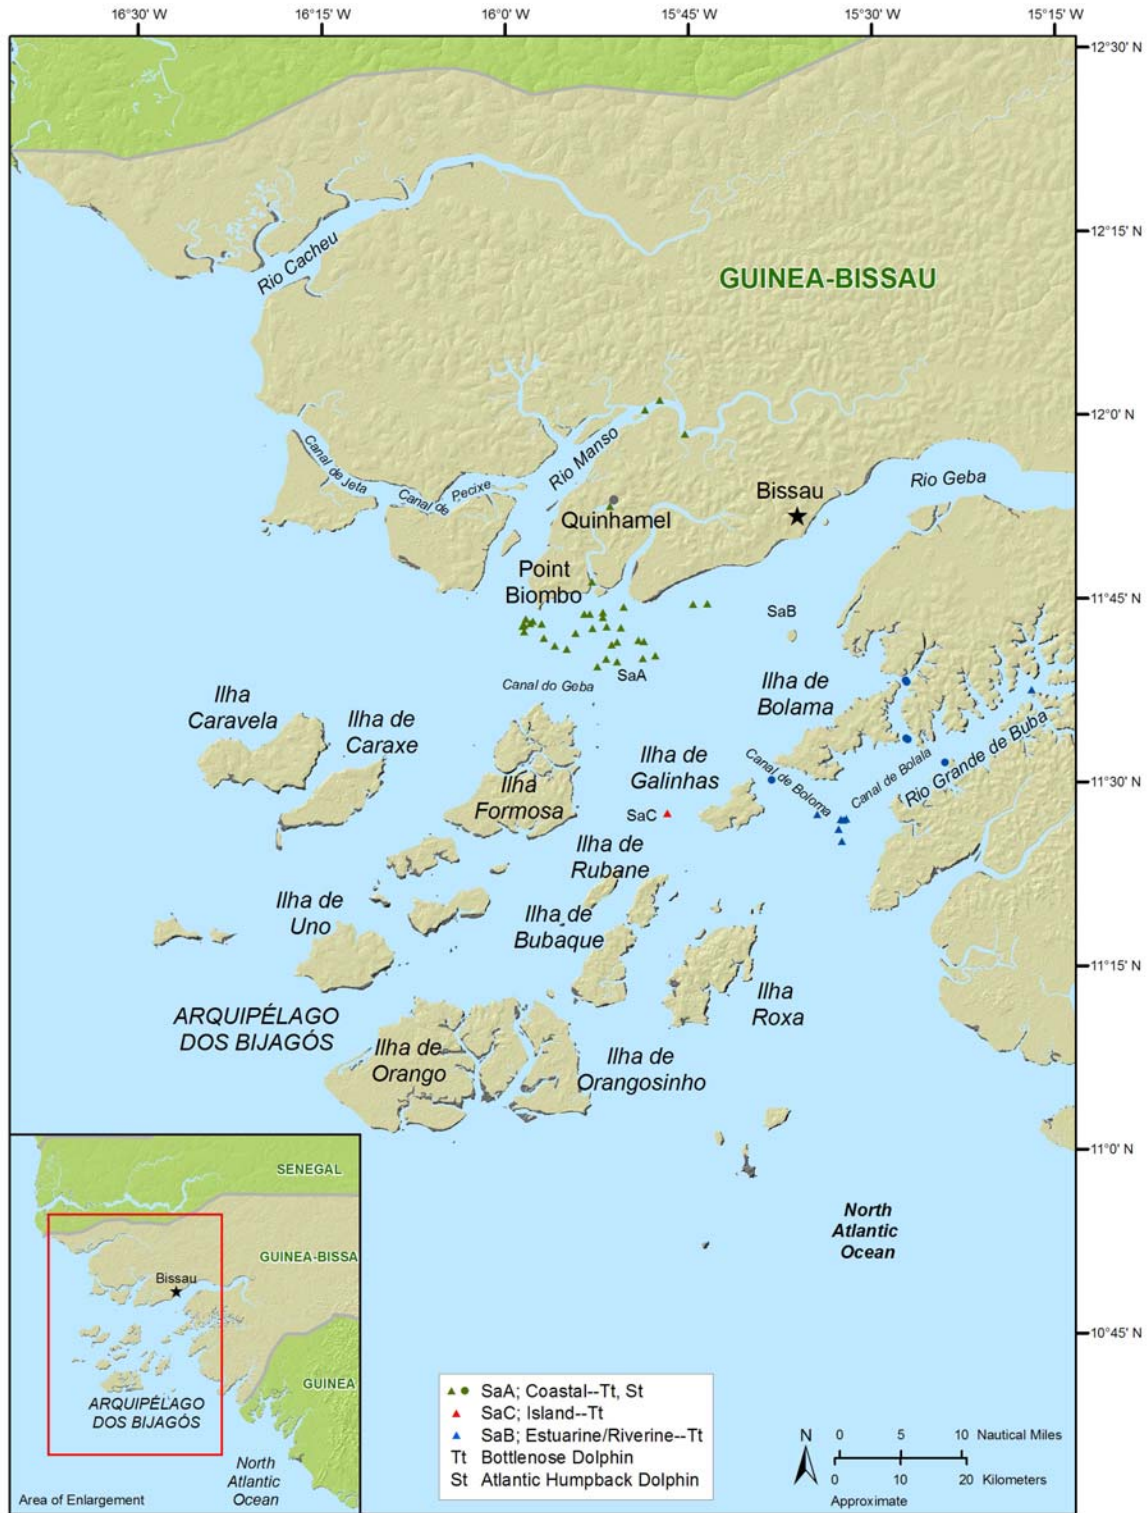 16°30' W
16°15' W
16°0' W
15°45' W
15°30' W
15°15' W
12°30' N
12°15' N
12°0' N
11°45' N
11°30' N
11°15' N
11°0' N
10°45' N
Rio Cacheu
GUINEA-BISSAU
Canal de Jeta
Canal de Pecixe
Rio Manso
Rio Geba
Bissau
Quinhamel
Point
Biombo
SaB
SaA
Canal do Geba
Ilha de
Bolama
Ilha
Caravela
Ilha de
Caraxe
Ilha de
Galinhas
Ilha
Formosa
Canal de Boloma
Canal de Bolala
Rio Grande de Buba
SaC
Ilha de
Rubane
Ilha de
Uno
Ilha de
Bubaque
Ilha
Roxa
ARQUIPÉLAGO
DOS BIJAGÓS
Ilha de
Orango
Ilha de
Orangosinho
North
Atlantic
Ocean
SENEGAL
GUINEA-BISSA
Bissau
GUINEA
ARQUIPÉLAGO
DOS BIJAGÓS
North
Atlantic
Ocean
Area of Enlargement
SaA; Coastal--Tt, St
SaC; Island--Tt
SaB; Estuarine/Riverine--Tt
Tt Bottlenose Dolphin
St Atlantic Humpback Dolphin
N
0 5 10 Nautical Miles
0 10 20 Kilometers
Approximate